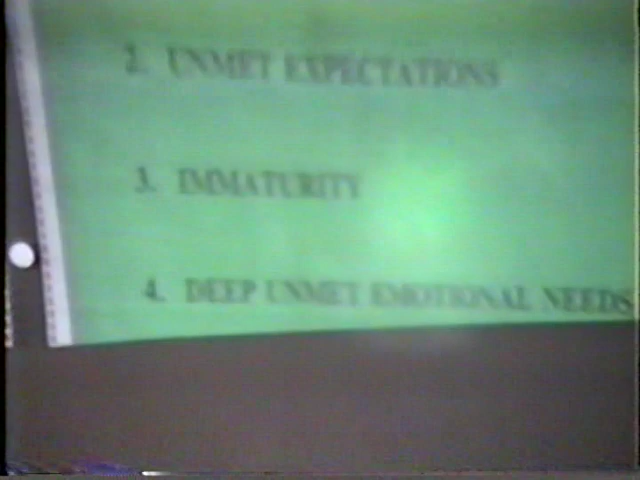 2. UNMET EXPECTATIONS
3. IMMATURITY
4. DEEP UNMET EMOTIONAL NEEDS